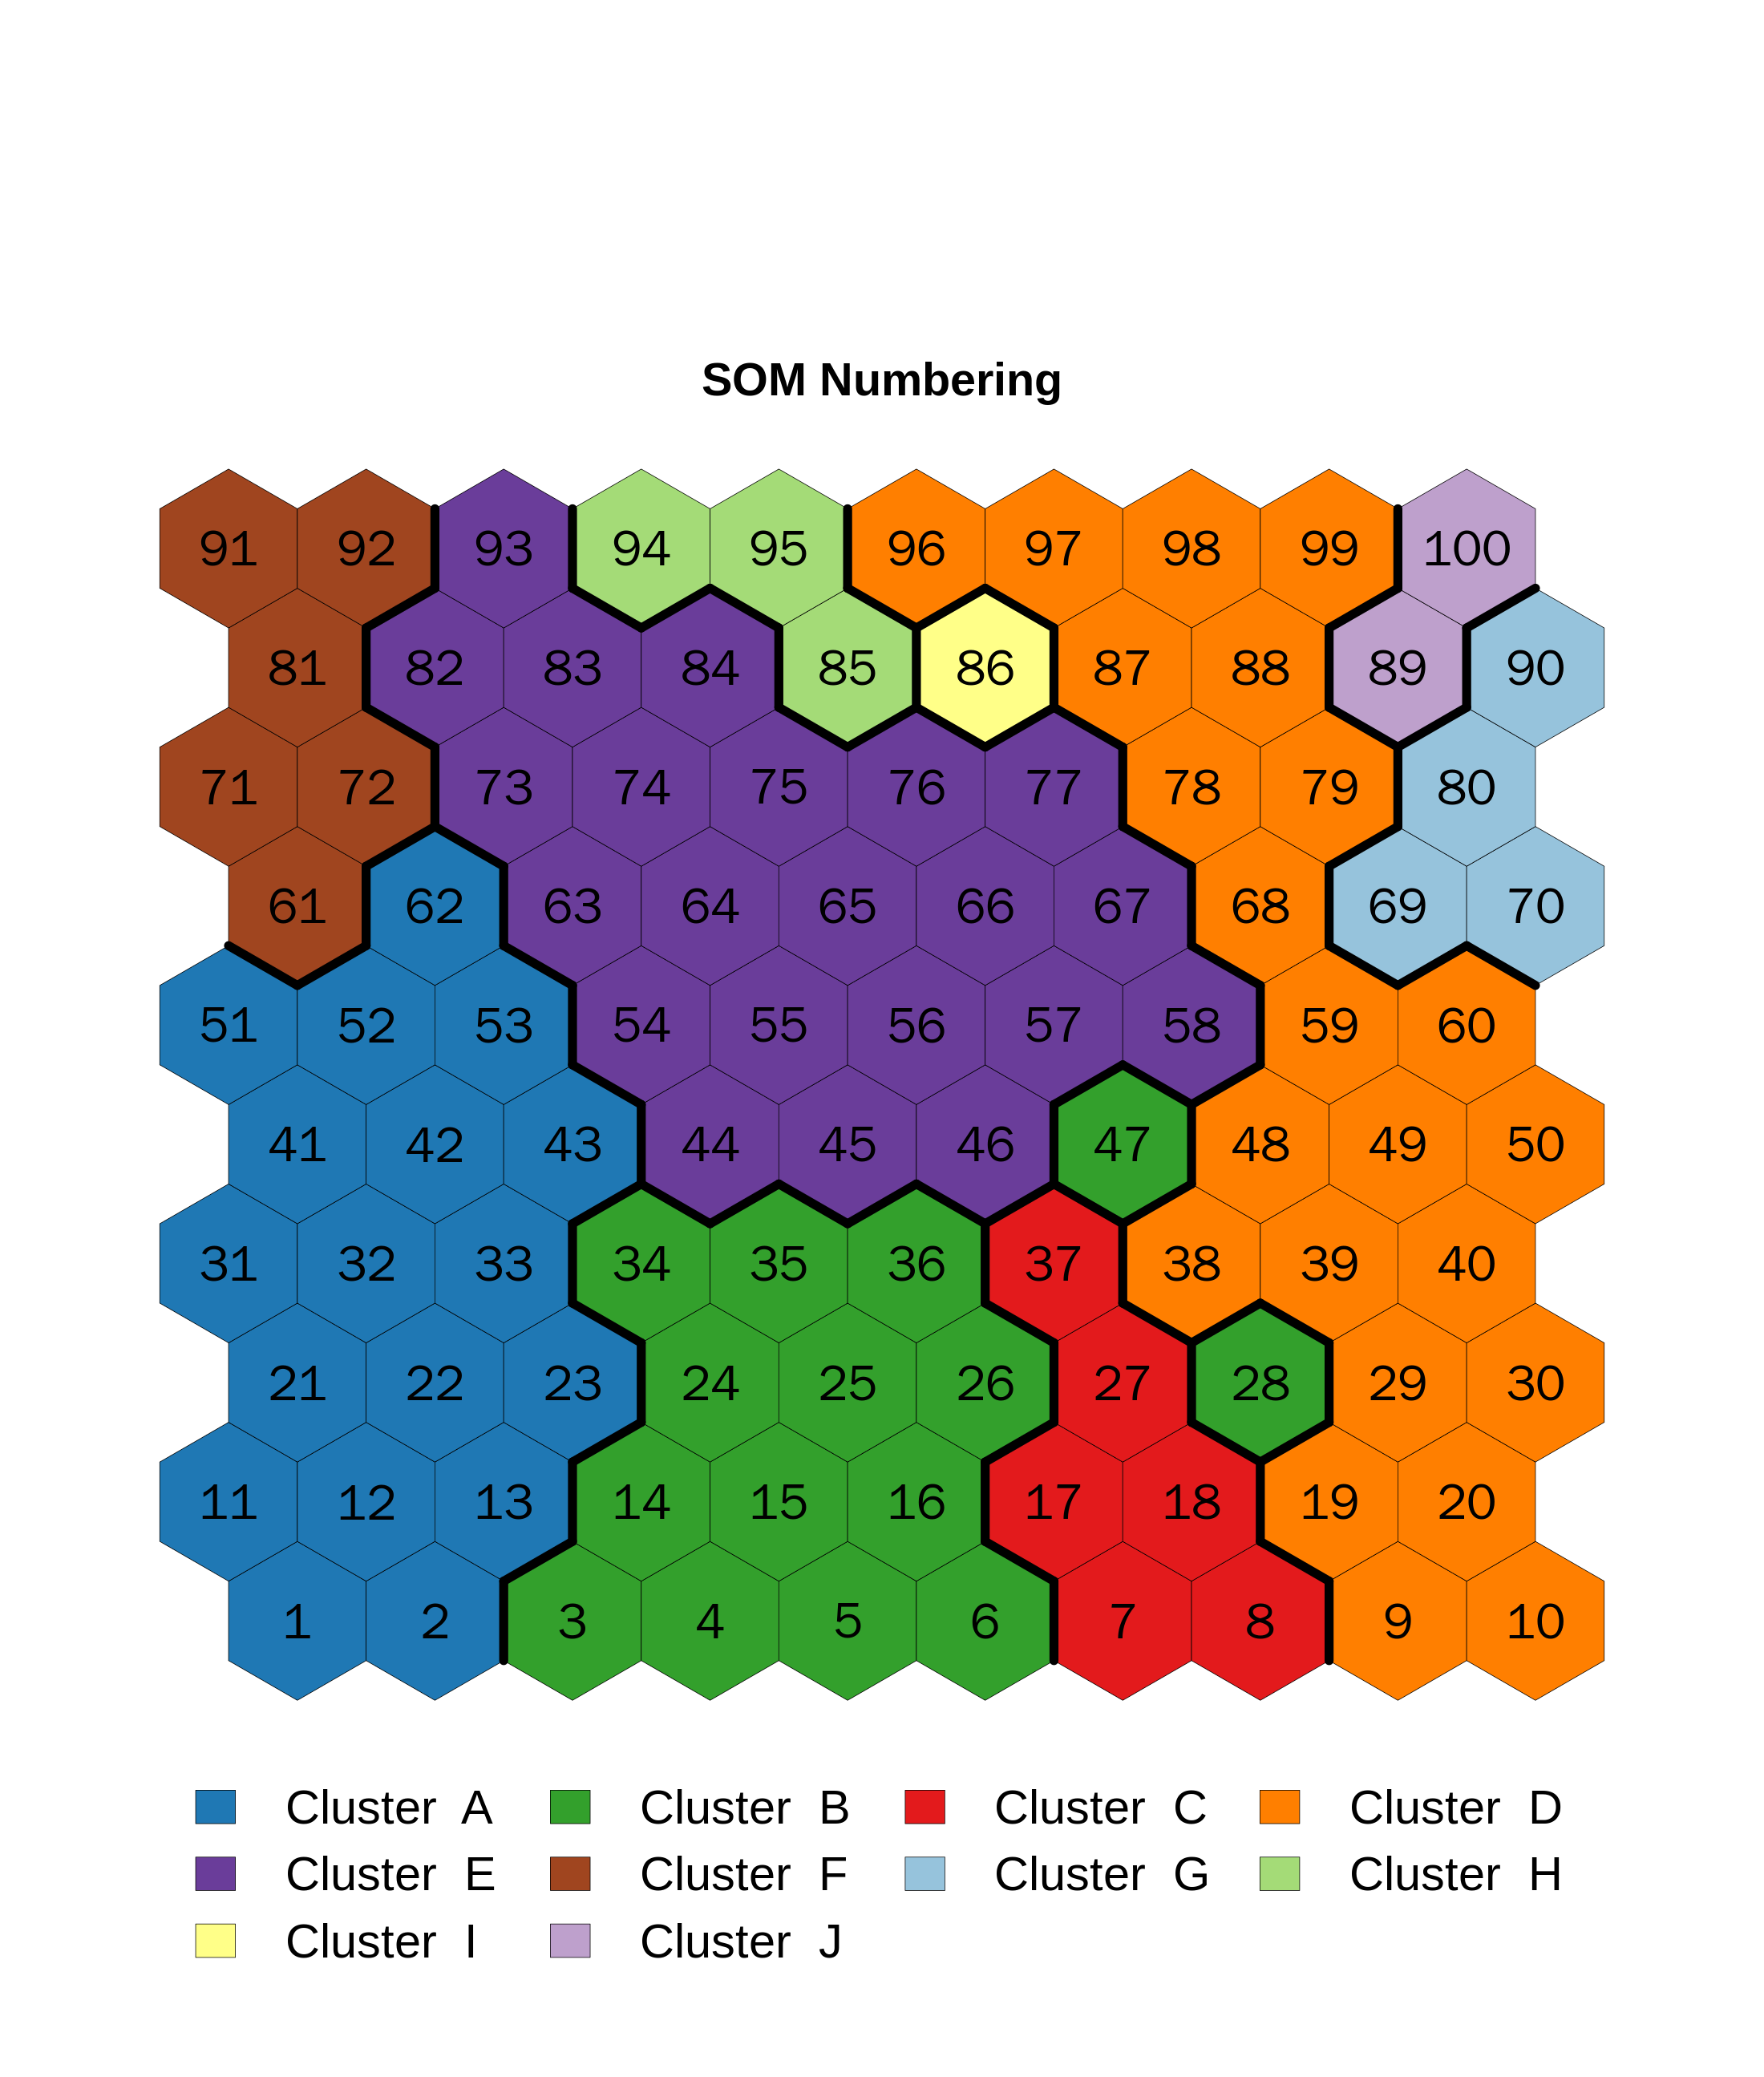 SOM Numbering
91 92 93 94 95 96 97 98 99 100
81 82 83 84 85 86 87 88 89 90
71 72 73 74 75 76 77 78 79 80
61 62 63 64 65 66 67 68 69 70
51 52 53 54 55 56 57 58 59 60
41 42 43 44 45 46 47 48 49 50
31 32 33 34 35 36 37 38 39 40
21 22 23 24 25 26 27 28 29 30
11 12 13 14 15 16 17 18 19 20
1 2 3 4 5 6 7 8 9 10
Cluster A Cluster B Cluster C Cluster D
Cluster E Cluster F Cluster G Cluster H
Cluster I Cluster J